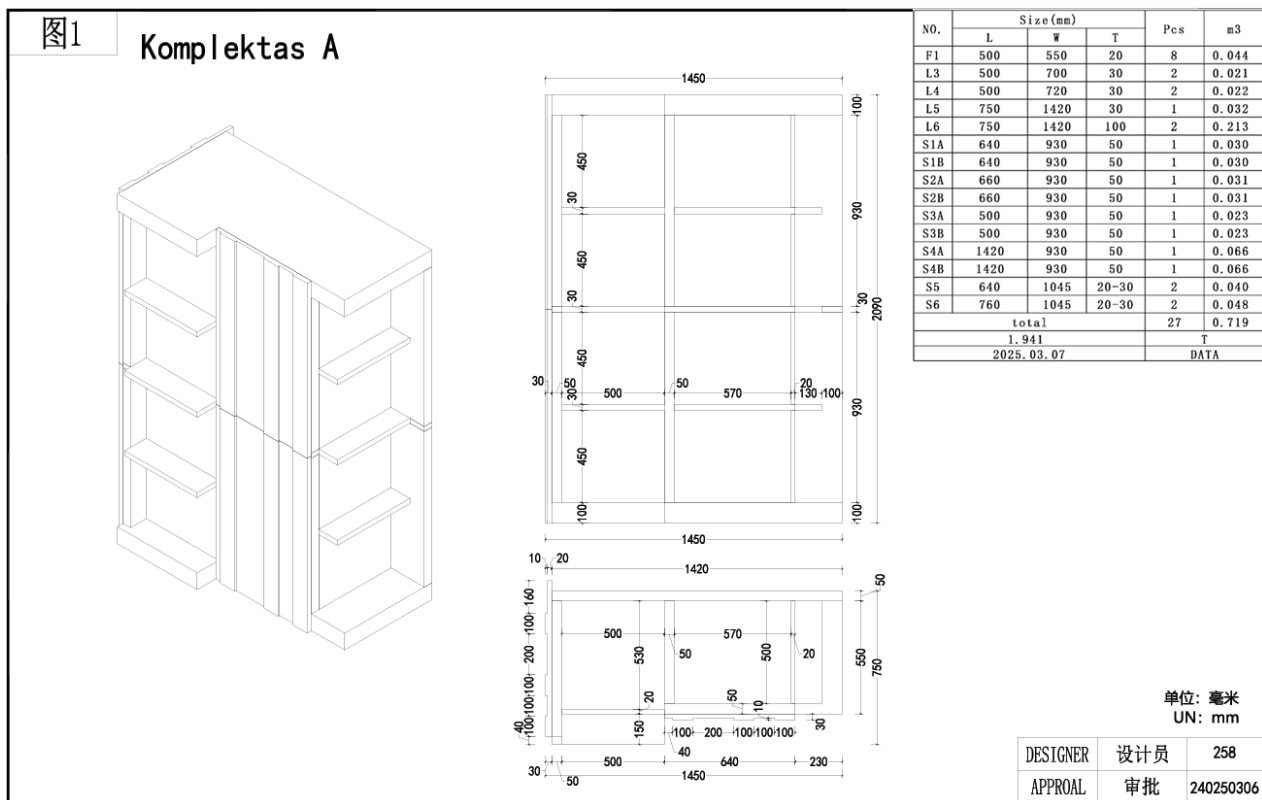 图1
Komplektas A
NO. Size(mm) Pcs m3
L W T
F1 500 550 20 8 0.044
L3 500 700 30 2 0.021
L4 500 720 30 2 0.022
L5 750 1420 30 1 0.032
L6 750 1420 100 2 0.213
S1A 640 930 50 1 0.030
S1B 640 930 50 1 0.030
S2A 660 930 50 1 0.031
S2B 660 930 50 1 0.031
S3A 500 930 50 1 0.023
S3B 500 930 50 1 0.023
S4A 1420 930 50 1 0.066
S4B 1420 930 50 1 0.066
S5 640 1045 20-30 2 0.040
S6 760 1045 20-30 2 0.048
total 27 0.719
1.941 T
2025.03.07 DATA
1450
100
450
30
930
450
30
30
2090
450
30 50 500 50 570 20 130 100
30
930
450
100
100
1450
10 20
1420
50
160
100
200
100
100
100
40
500 570
530 50 500 20
550
750
20
50
10
150
100 200 100 100 100
30
40
500 640 230
30
50
1450
单位：毫米
UN：mm
DESIGNER 设计员 258
APPROAL 审批 240250306